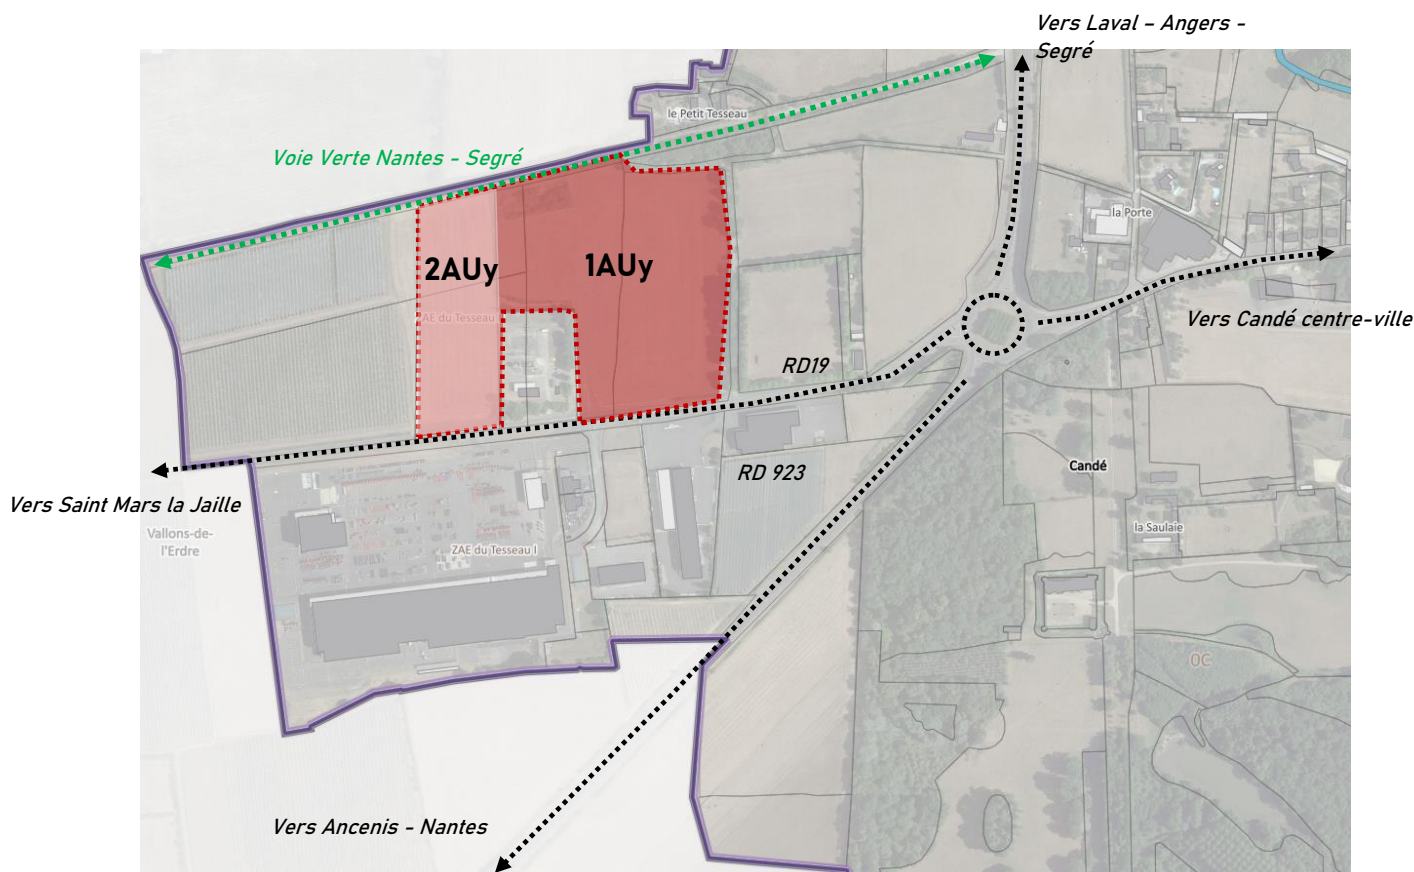 Vers Laval – Angers -
Segré
le Petit Tesseau
Voie Verte Nantes - Segré
la Porte
2AUy
1AUy
AE du Tesseau
Vers Candé centre-ville
RD19
RD 923
Candé
Vers Saint Mars la Jaille
Vallons-de-
l'Erdre
la Saulaie
ZAE du Tesseau I
OC
Vers Ancenis - Nantes